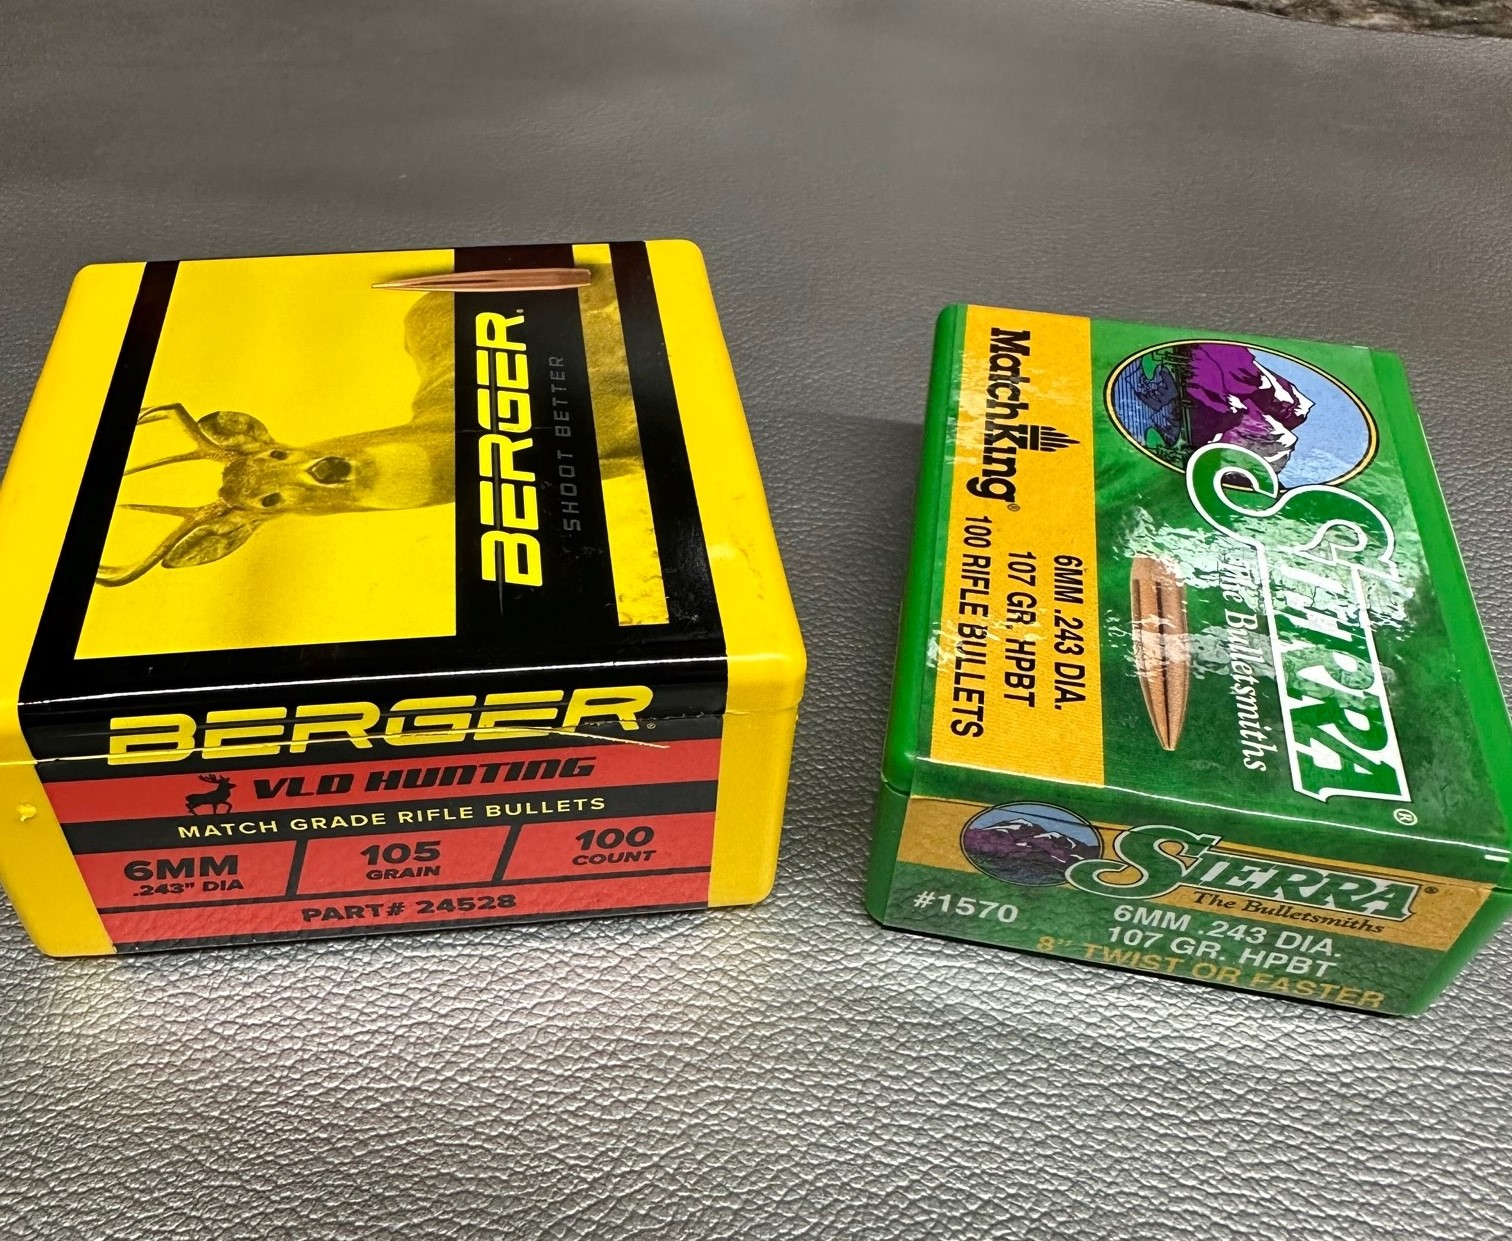 BERGER.
SHOOT BETTER
BERGER®
VLD HUNTING
MATCH GRADE RIFLE BULLETS
6MM
.243" DIA
105
GRAIN
100
COUNT
PART# 24528
MatchKing®
6MM .243 DIA.
107 GR. HPBT
100 RIFLE BULLETS
SIERRA®
The Bulletsmiths
SIERRA®
The Bulletsmiths
#1570
6MM .243 DIA.
107 GR. HPBT
8" TWIST OR FASTER